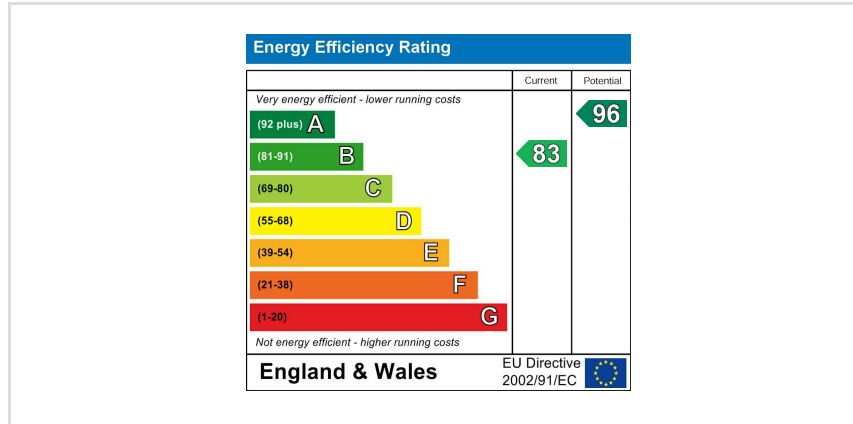 Energy Efficiency Rating
Current Potential
Very energy efficient - lower running costs
(92 plus) A
96
(81-91) B
83
(69-80) C
(55-68) D
(39-54) E
(21-38) F
(1-20) G
Not energy efficient - higher running costs
England & Wales
EU Directive
2002/91/EC